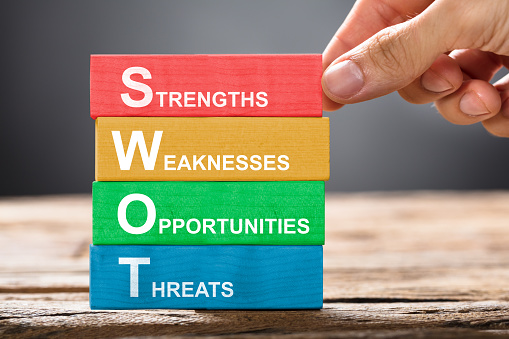 STRENGTHS
WEAKNESSES
OPPORTUNITIES
THREATS